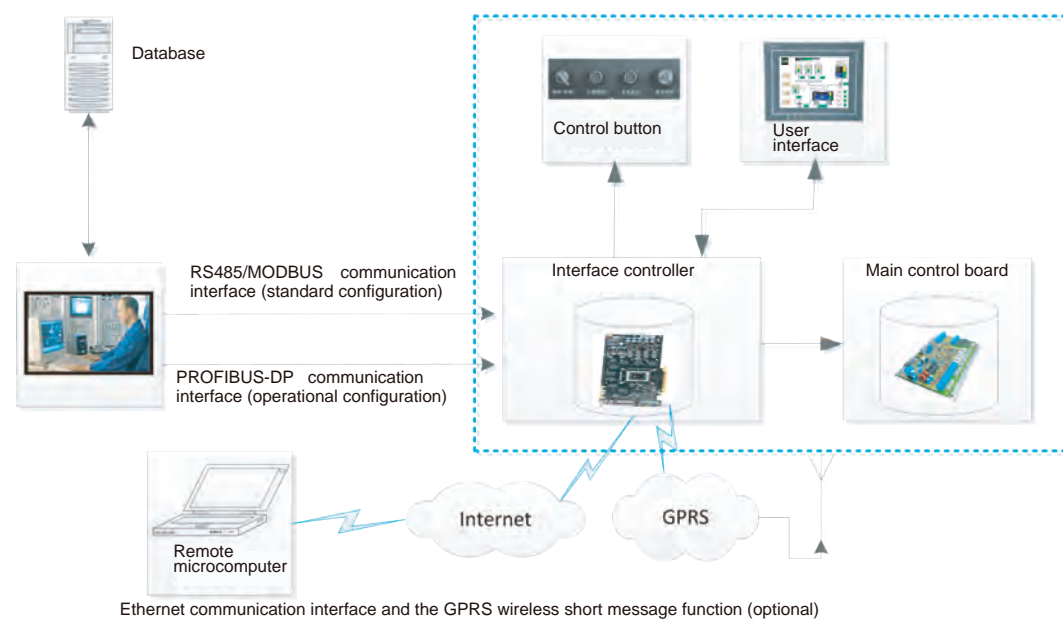 Database
Control button
User
interface
RS485/MODBUS communication
interface (standard configuration)
Interface controller
Main control board
PROFIBUS-DP communication
interface (operational configuration)
Internet
GPRS
Remote
microcomputer
Ethernet communication interface and the GPRS wireless short message function (optional)